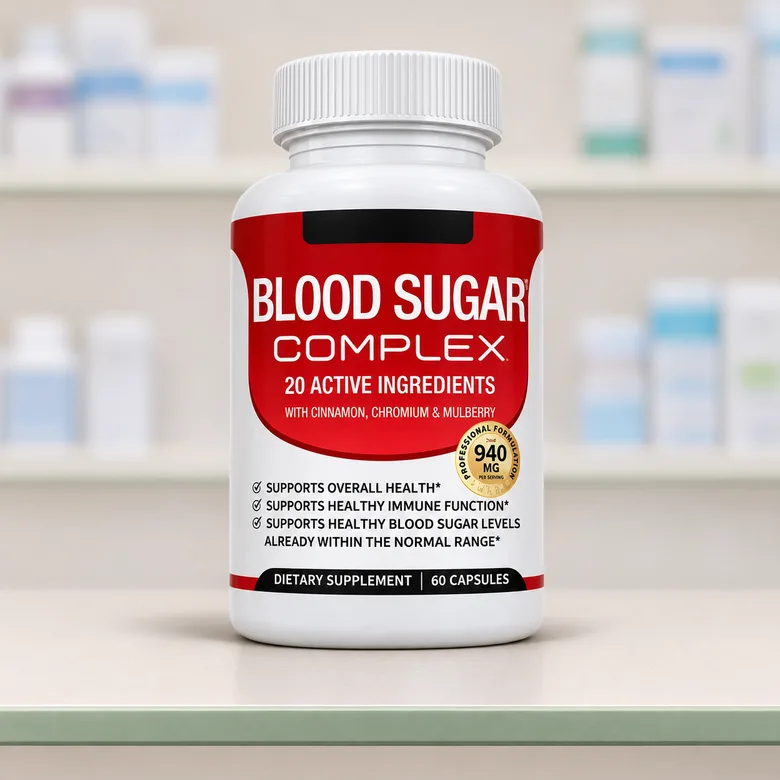 BLOOD SUGAR
COMPLEX
20 ACTIVE INGREDIENTS
WITH CINNAMON, CHROMIUM & MULBERRY
PROFESSIONAL FORMULATION
940
MG
PER SERVING
SUPPORTS OVERALL HEALTH*
SUPPORTS HEALTHY IMMUNE FUNCTION*
SUPPORTS HEALTHY BLOOD SUGAR LEVELS
ALREADY WITHIN THE NORMAL RANGE*
DIETARY SUPPLEMENT | 60 CAPSULES